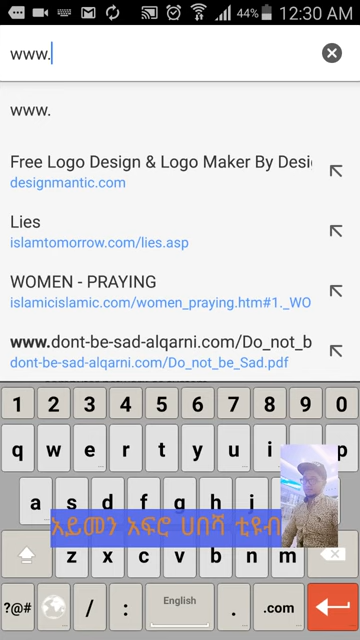 44% 12:30 AM
www.
www.
Free Logo Design & Logo Maker By Desi
designmantic.com
Lies
islamtomorrow.com/lies.asp
WOMEN - PRAYING
islamicislamic.com/women_praying.htm#1._WO
www.dont-be-sad-alqarni.com/Do_not_b
dont-be-sad-alqarni.com/Do_not_be_Sad.pdf
1 2 3 4 5 6 7 8 9 0
q w e r t y u i p
a s d f g h j
አይመን አፍሮ ሀበሻ ቲዩብ
z x c v b n m
?@# / : English . .com